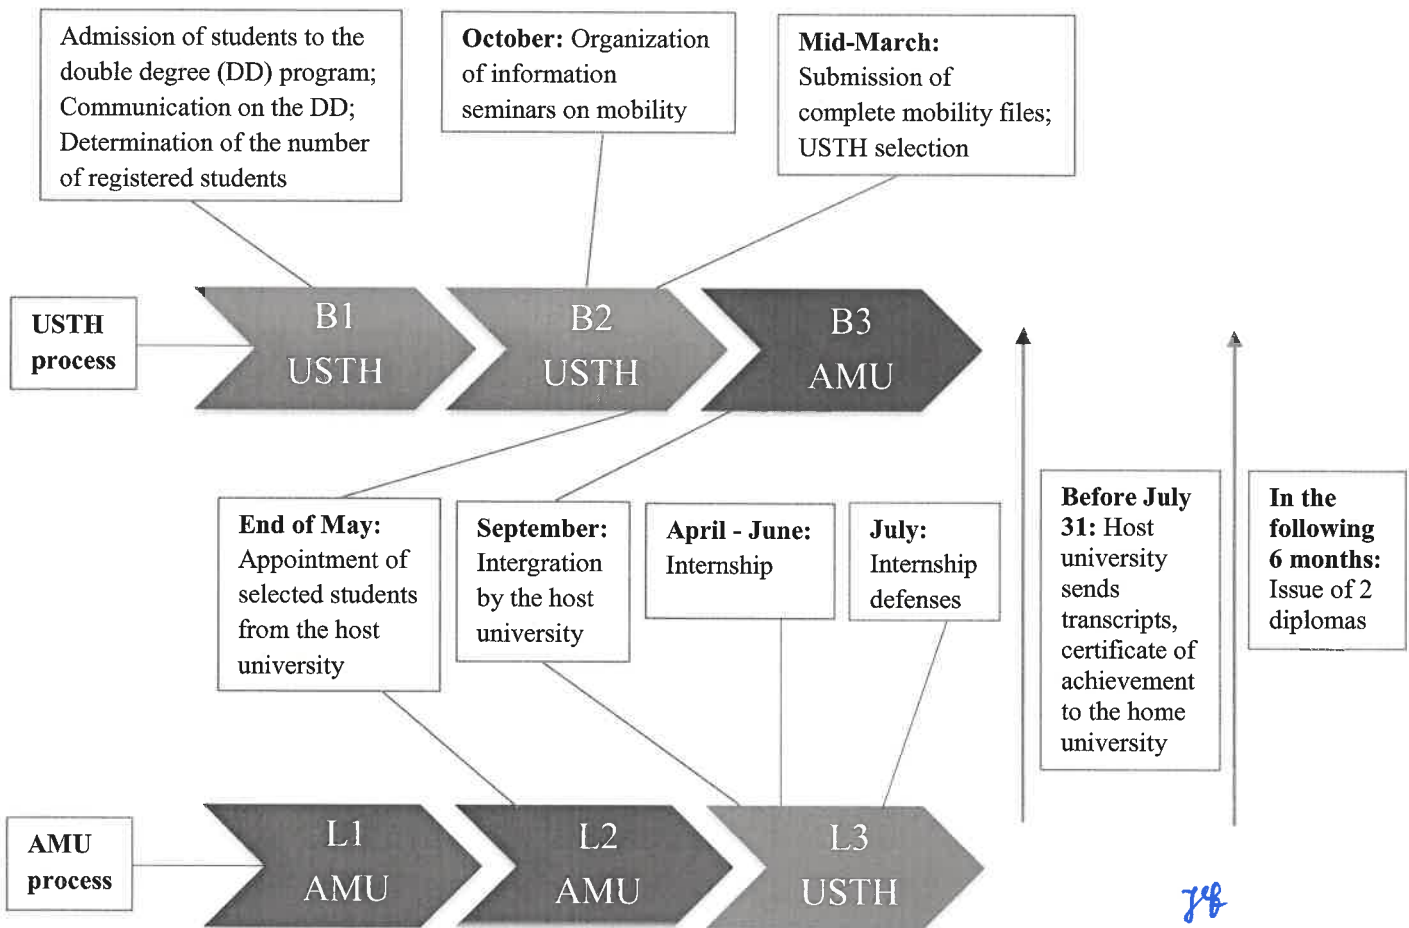 Admission of students to the
double degree (DD) program;
Communication on the DD;
Determination of the number
of registered students
October: Organization
of information
seminars on mobility
Mid-March:
Submission of
complete mobility files;
USTH selection
USTH
process
B1
USTH
B2
USTH
B3
AMU
End of May:
Appointment of
selected students
from the host
university
September:
Intergration
by the host
university
April - June:
Internship
July:
Internship
defenses
Before July
31: Host
university
sends
transcripts,
certificate of
achievement
to the home
university
In the
following
6 months:
Issue of 2
diplomas
AMU
process
L1
AMU
L2
AMU
L3
USTH